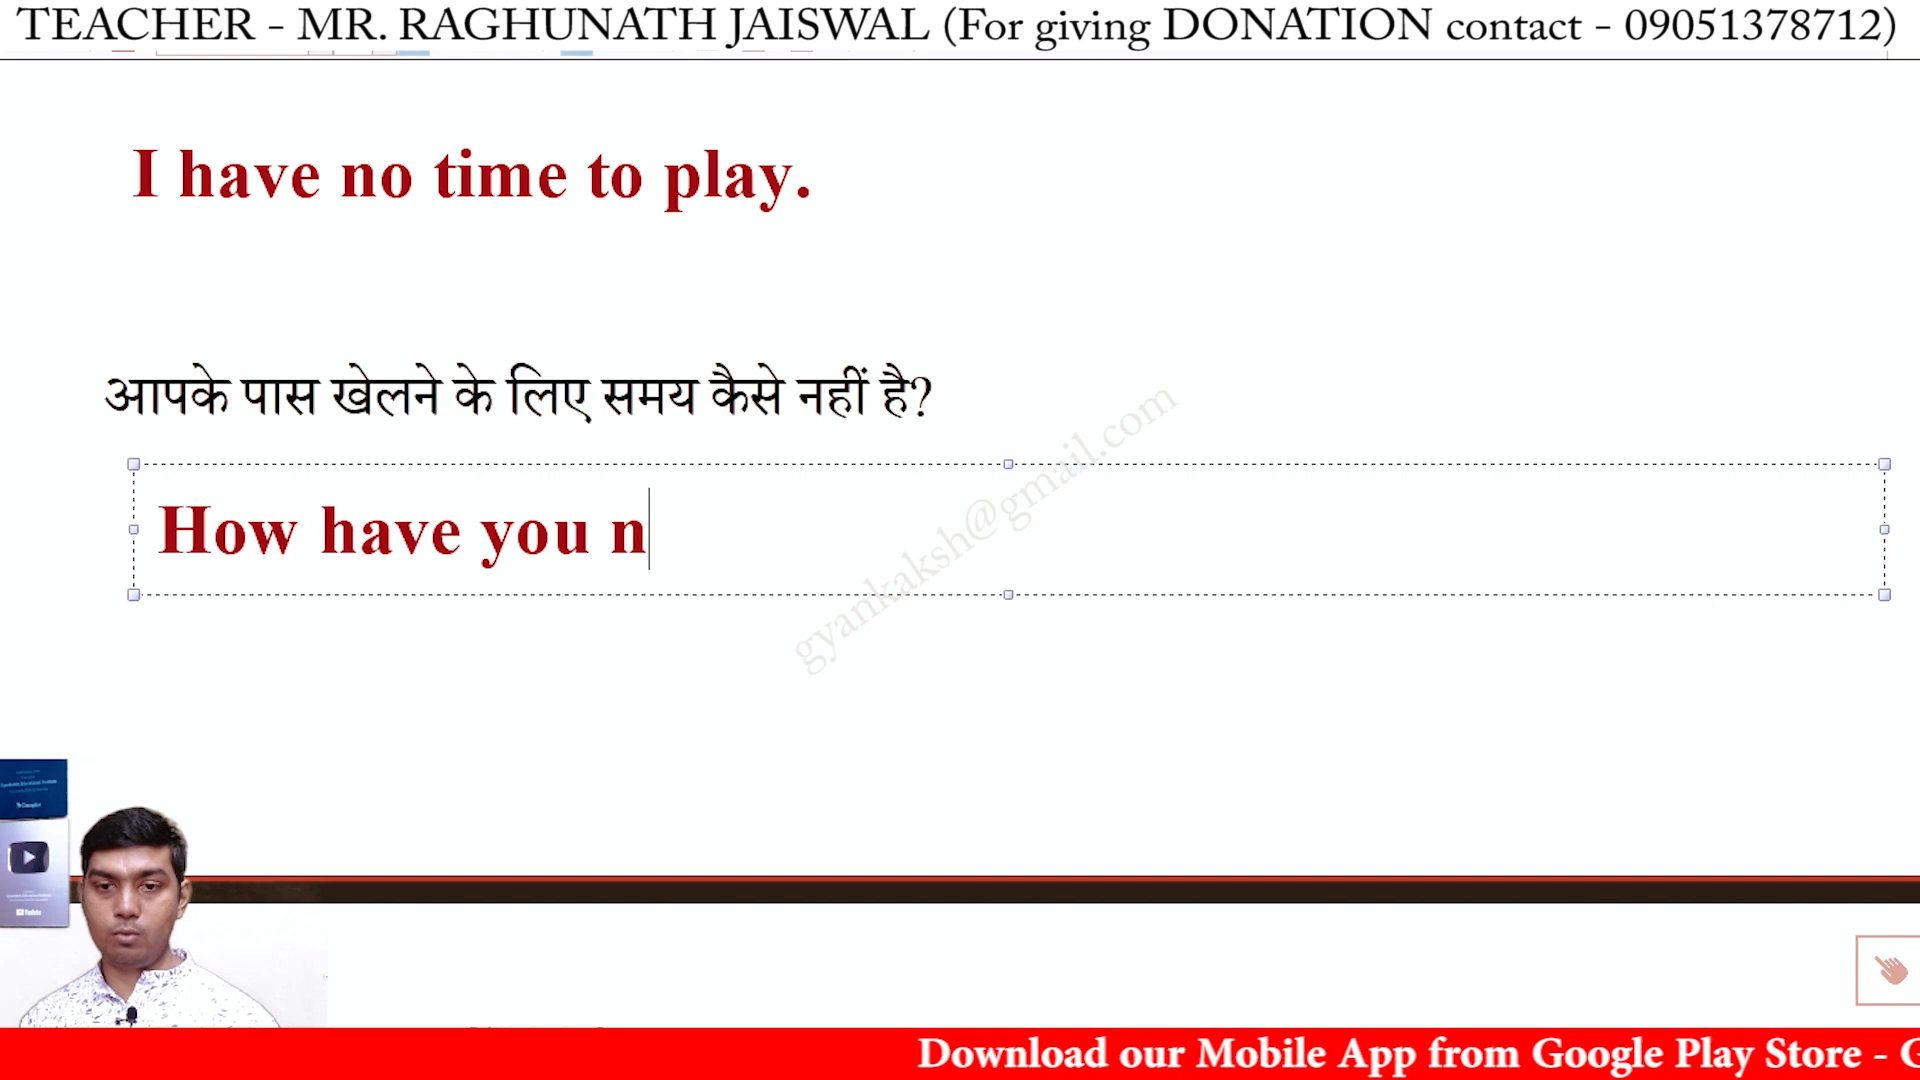 TEACHER - MR. RAGHUNATH JAISWAL (For giving DONATION contact - 09051378712)
I have no time to play.
आपके पास खेलने के लिए समय कैसे नहीं है?
How have you n
gyankaksh@gmail.com
Download our Mobile App from Google Play Store - G